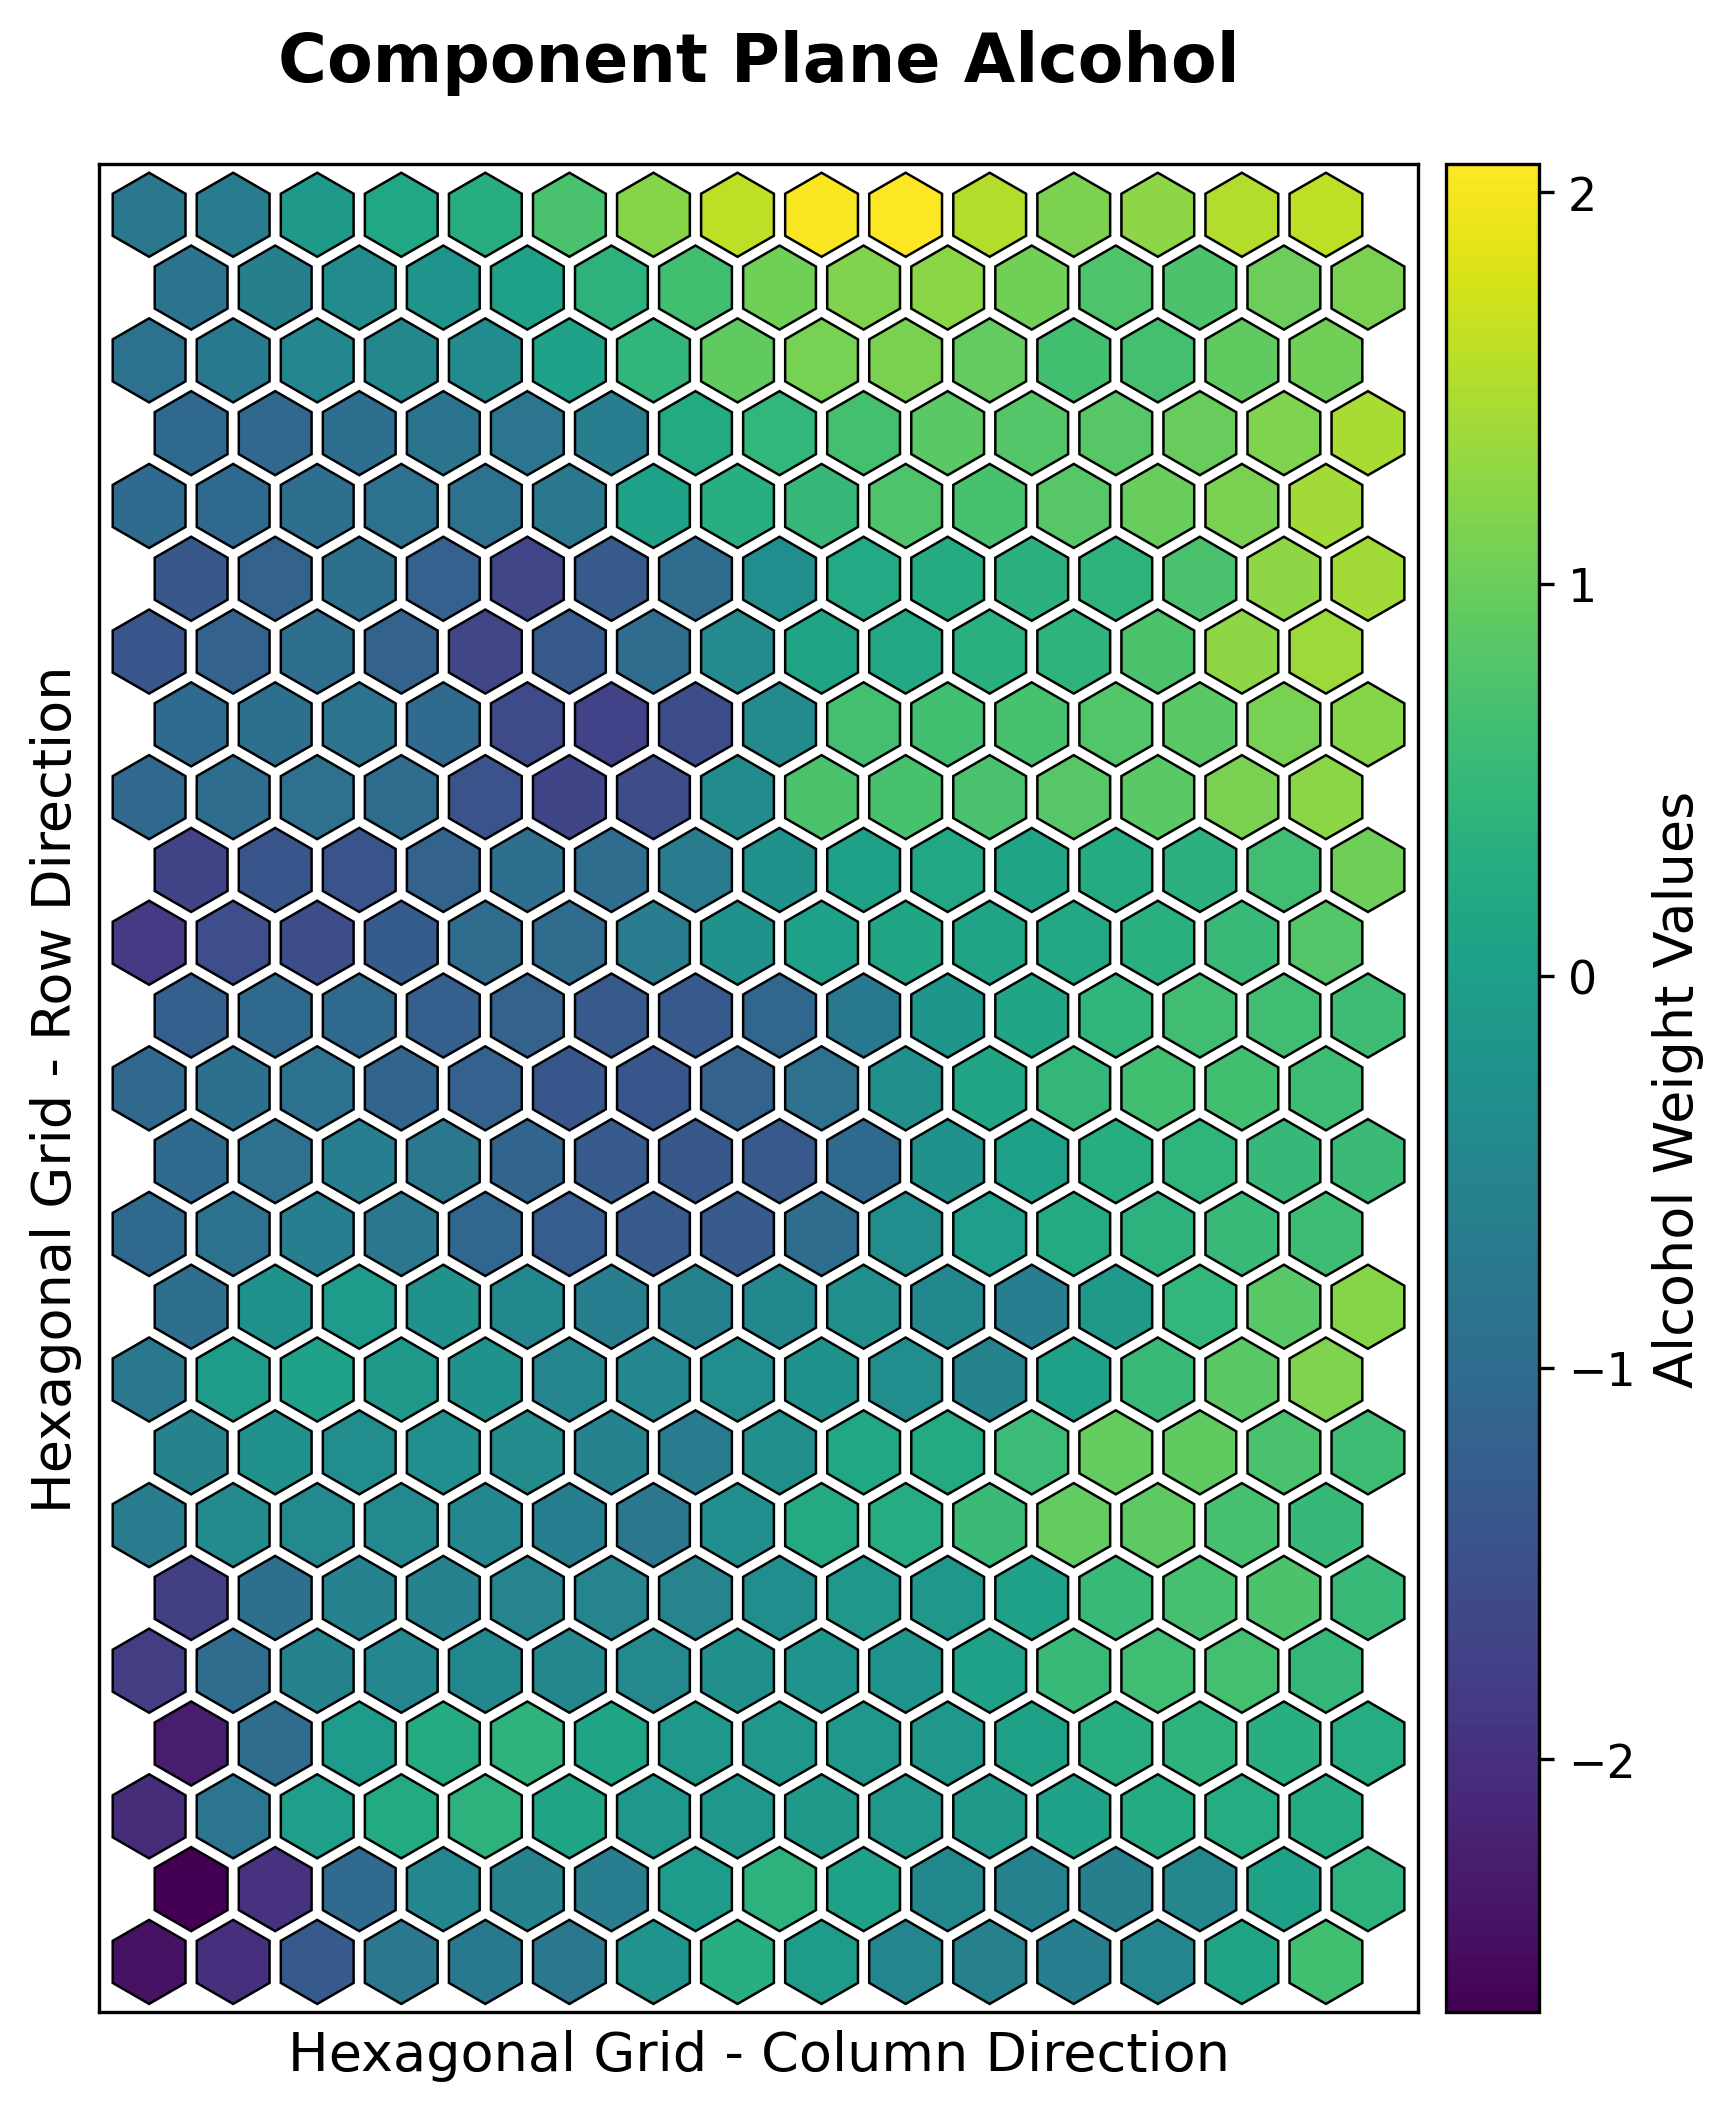 Component Plane Alcohol
Hexagonal Grid - Row Direction
Hexagonal Grid - Column Direction
2
1
0
−1
−2
Alcohol Weight Values